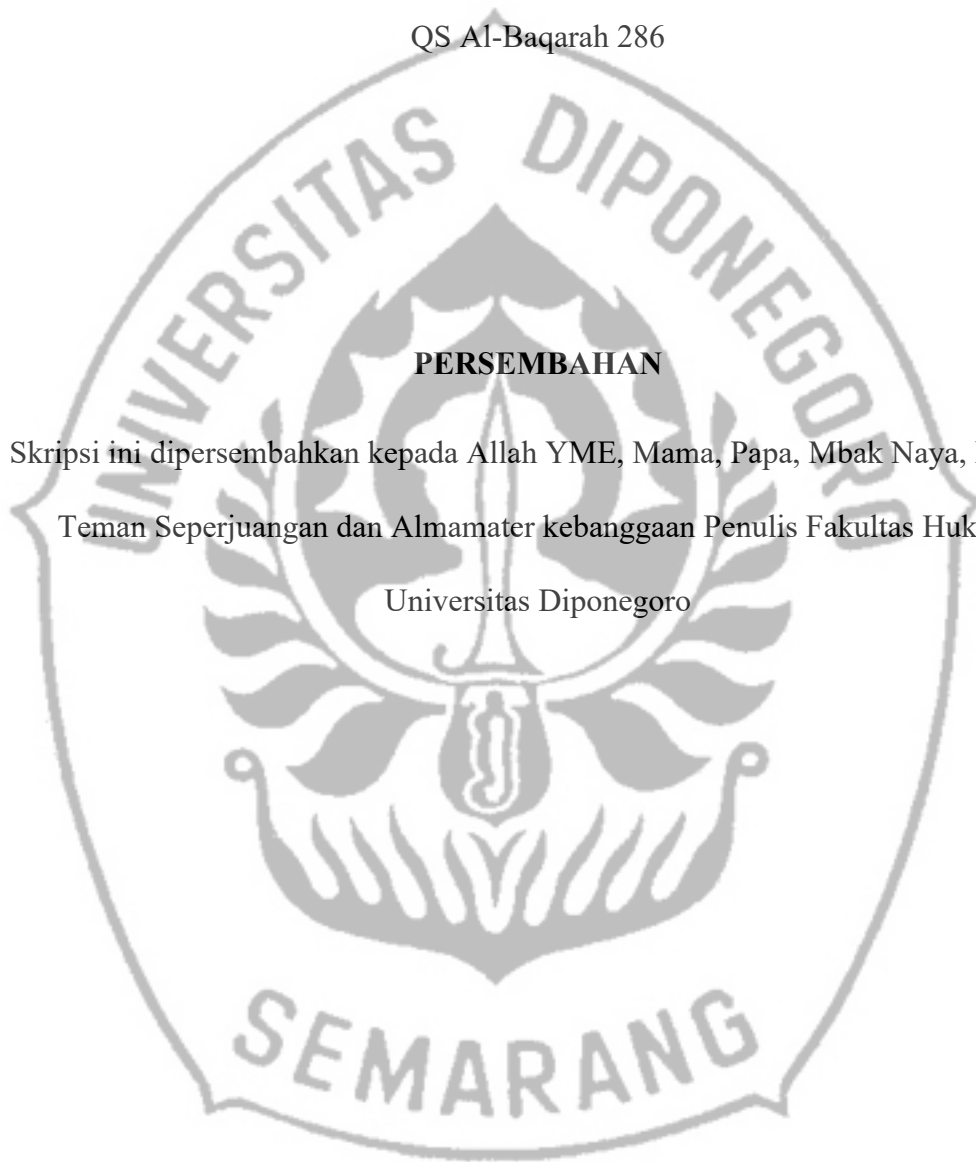 QS Al-Baqarah 286
UNIVERSITAS DIPONEGORO
PERSEMBAHAN
Skripsi ini dipersembahkan kepada Allah YME, Mama, Papa, Mbak Naya,
Teman Seperjuangan dan Almamater kebanggaan Penulis Fakultas Huk
Universitas Diponegoro
SEMARANG